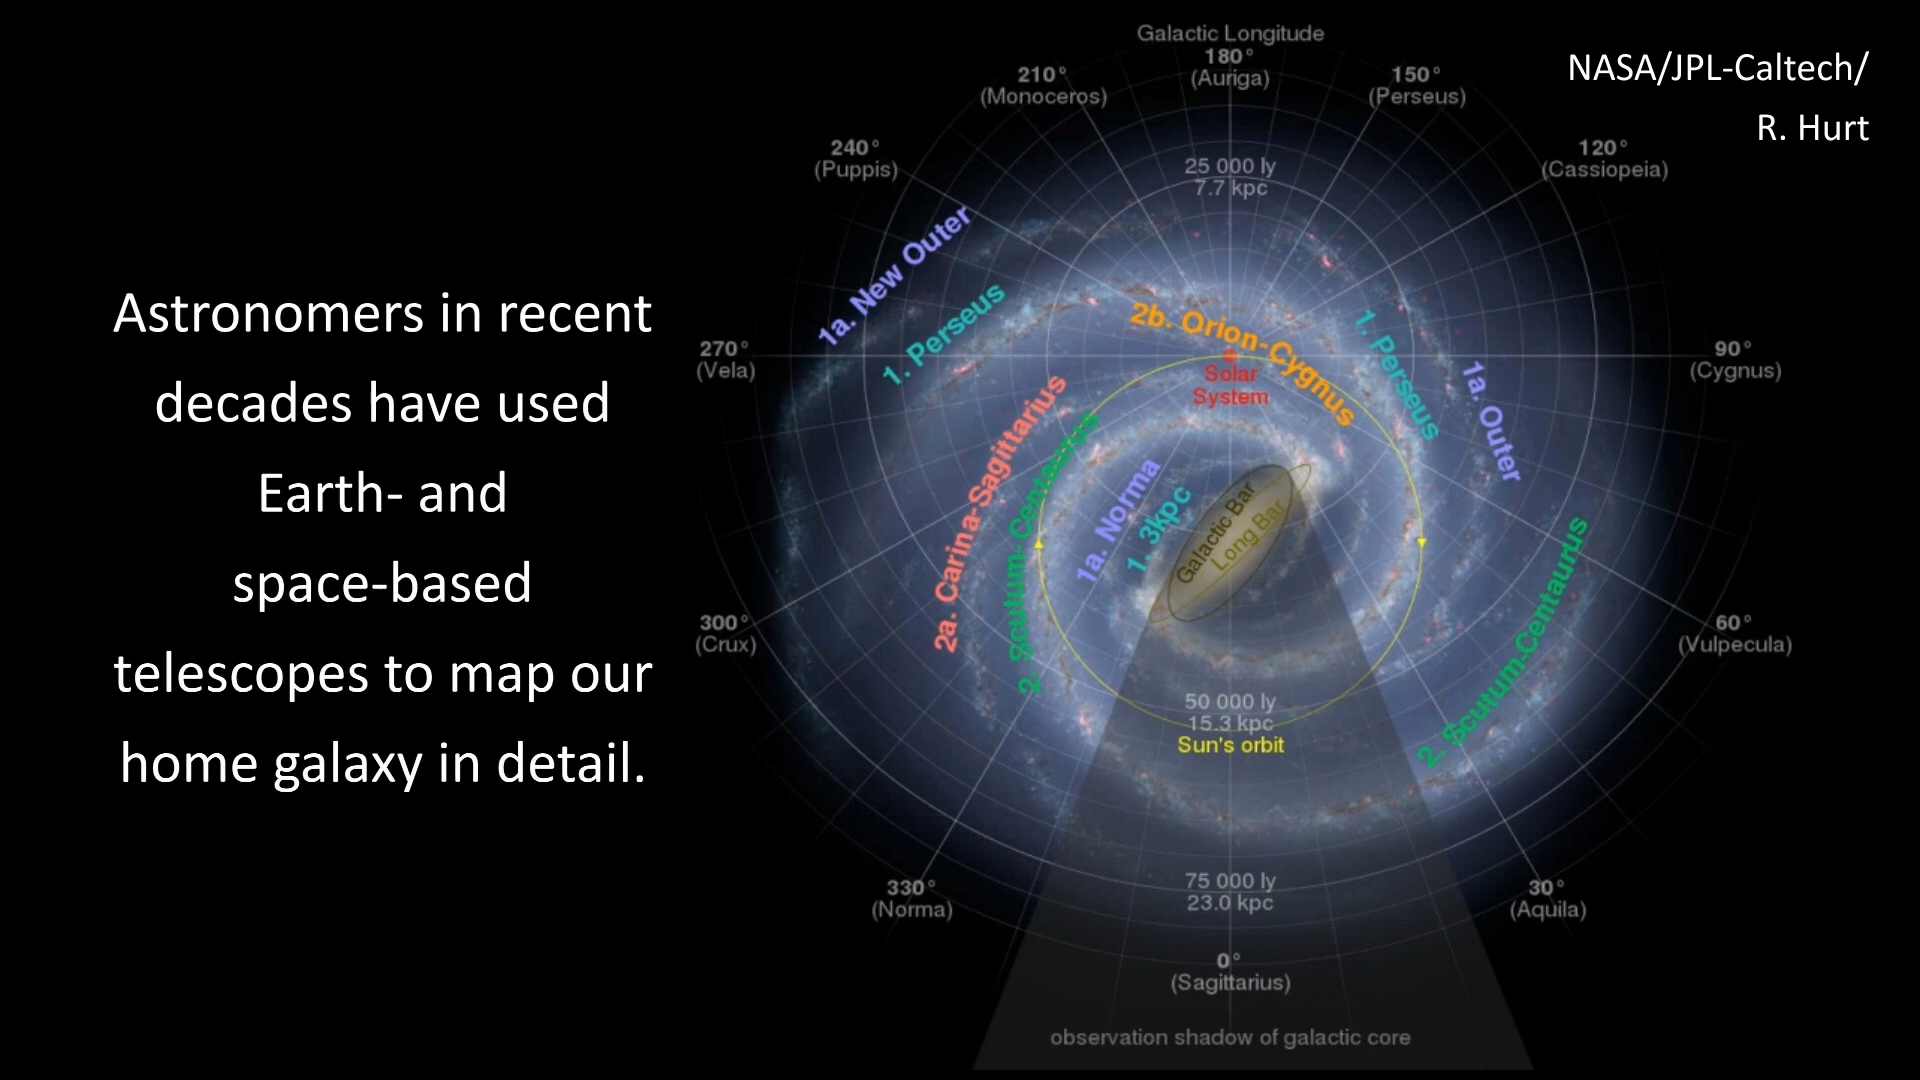 Astronomers in recent
decades have used
Earth- and
space-based
telescopes to map our
home galaxy in detail.
NASA/JPL-Caltech/
R. Hurt
Galactic Longitude
180°
(Auriga)
210°
(Monoceros)
150°
(Perseus)
240°
(Puppis)
120°
(Cassiopeia)
25 000 ly
7.7 kpc
1a. New Outer
1. Perseus
2b. Orion-Cygnus
1. Perseus
1a. Outer
270°
(Vela)
90°
(Cygnus)
Solar
System
2a. Carina-Sagittarius
2. Scutum-Centaurus
1a. Norma
1. 3kpc
Galactic Bar
Long Bar
2. Scutum-Centaurus
300°
(Crux)
60°
(Vulpecula)
50 000 ly
15.3 kpc
Sun's orbit
75 000 ly
23.0 kpc
330°
(Norma)
30°
(Aquila)
0°
(Sagittarius)
observation shadow of galactic core